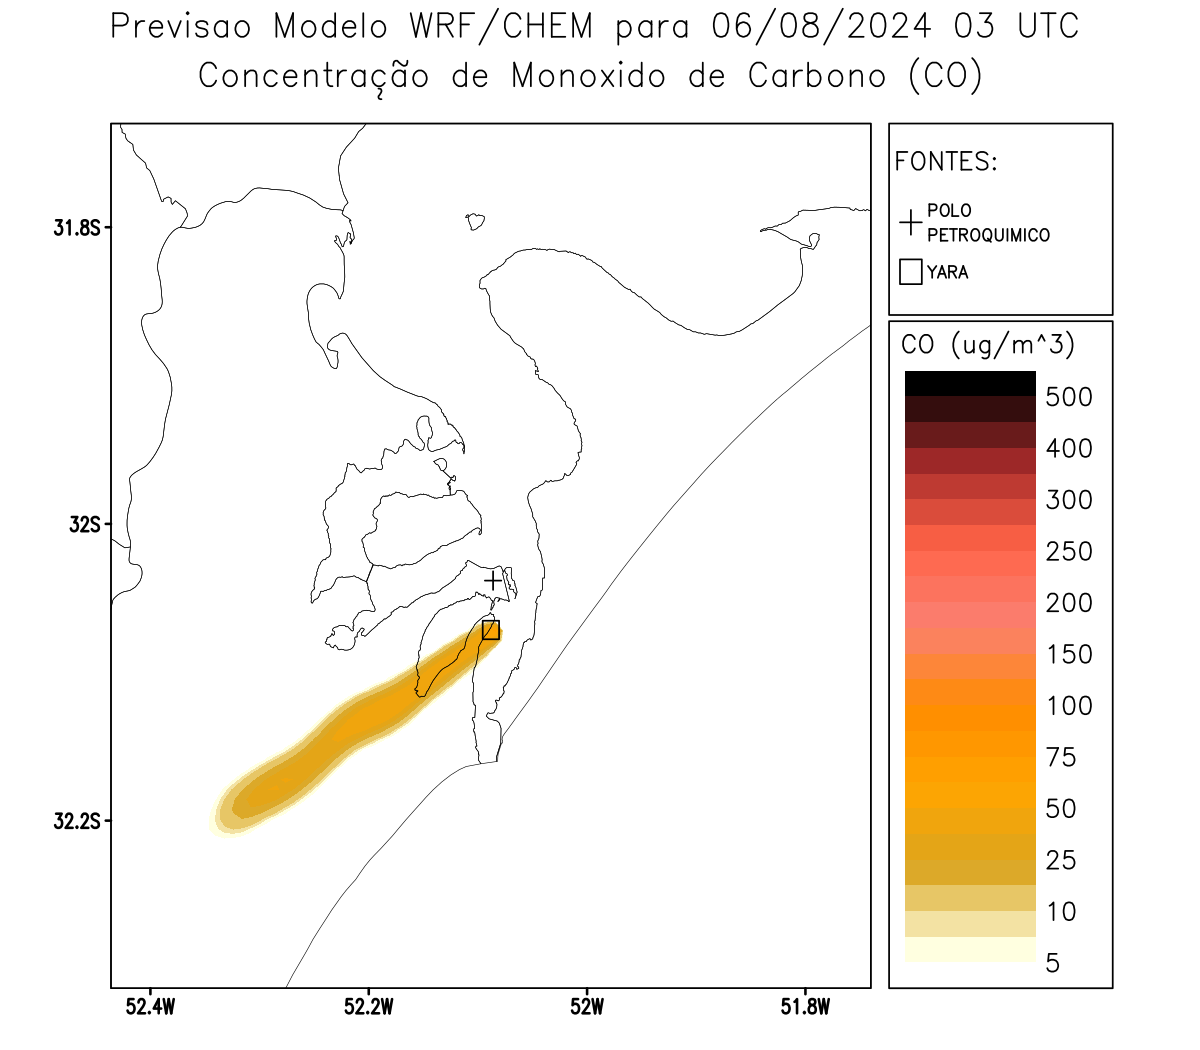 Previsao Modelo WRF/CHEM para 06/08/2024 03 UTC
Concentração de Monoxido de Carbono (CO)
FONTES:
POLO
PETROQUIMICO
YARA
CO (ug/m^3)
500
400
300
250
200
150
100
75
50
25
10
5
31.8S
32S
32.2S
52.4W
52.2W
52W
51.8W